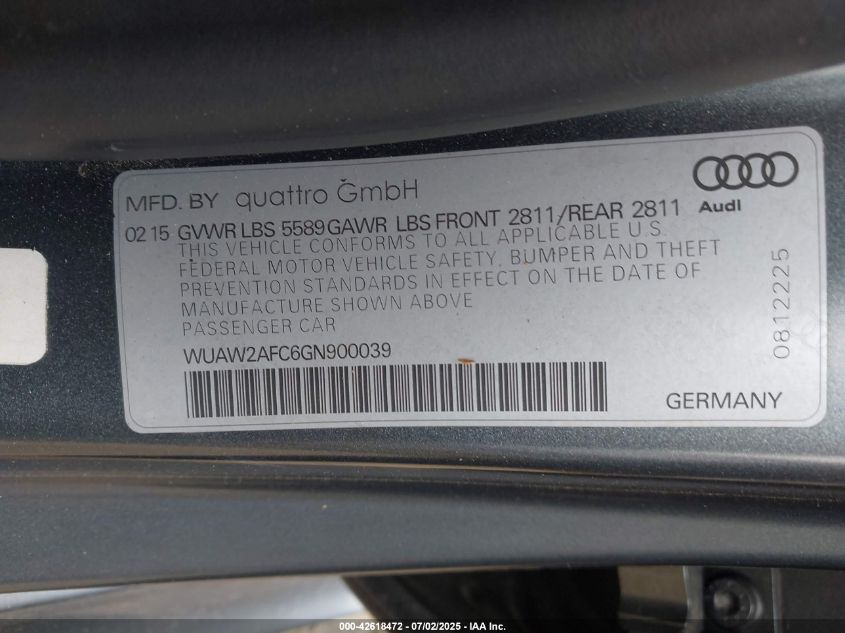 MFD. BY quattro GmbH
Audi
02 15 GVWR LBS 5589 GAWR LBS FRONT 2811/REAR 2811
THIS VEHICLE CONFORMS TO ALL APPLICABLE U.S.
FEDERAL MOTOR VEHICLE SAFETY, BUMPER AND THEFT
PREVENTION STANDARDS IN EFFECT ON THE DATE OF
MANUFACTURE SHOWN ABOVE
PASSENGER CAR
WUAW2AFC6GN900039
GERMANY
0812225
000-42618472 - 07/02/2025 - IAA Inc.